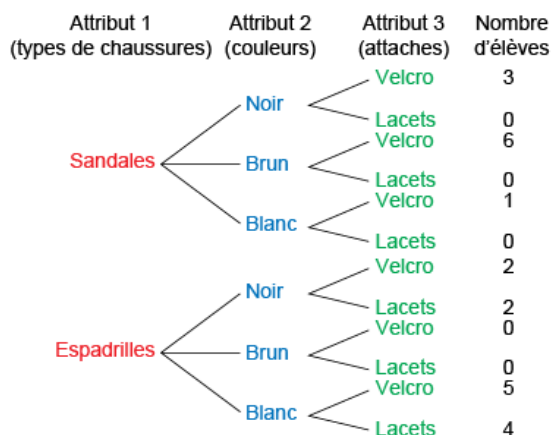 Attribut 1 Attribut 2 Attribut 3 Nombre
(types de chaussures) (couleurs) (attaches) d'élèves
Velcro 3
Noir
Lacets 0
Velcro 6
Sandales Brun
Lacets 0
Velcro 1
Blanc
Lacets 0
Velcro 2
Noir
Lacets 2
Velcro 0
Espadrilles Brun
Lacets 0
Velcro 5
Blanc
Lacets 4